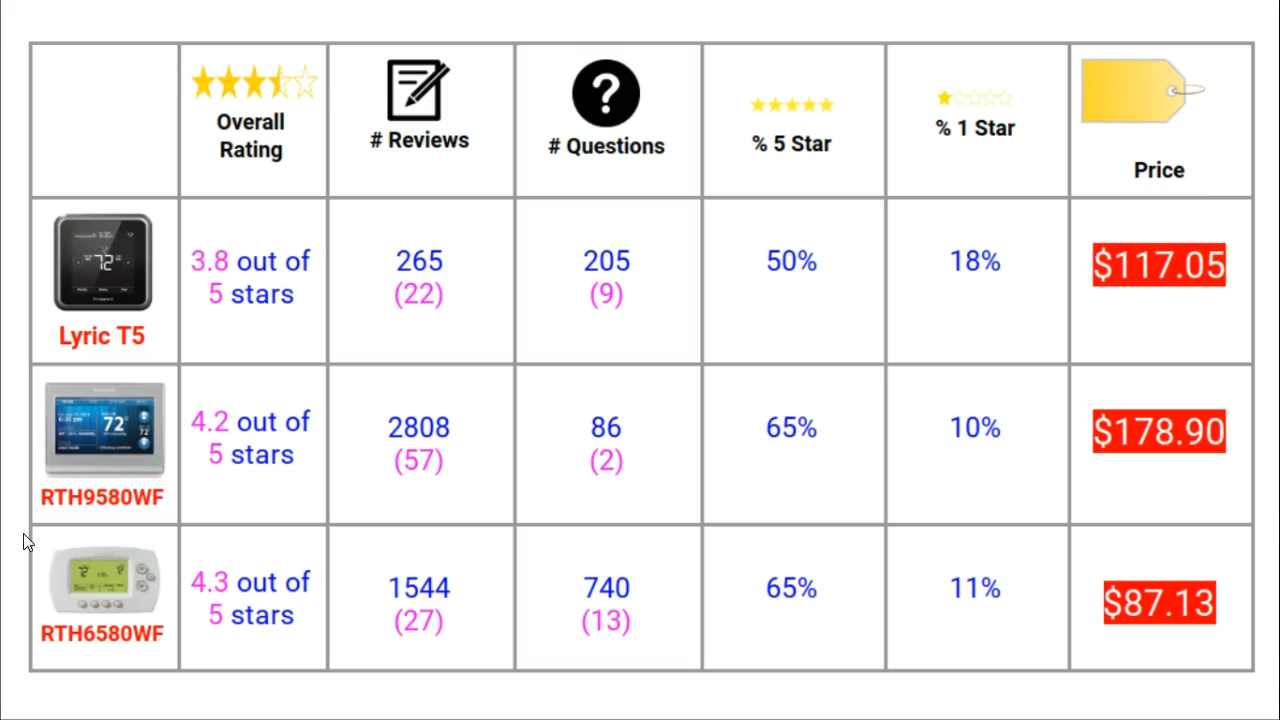 Overall
Rating
# Reviews
# Questions
% 5 Star
% 1 Star
Price
72
Lyric T5
3.8 out of
5 stars
265
(22)
205
(9)
50%
18%
$117.05
72°
RTH9580WF
4.2 out of
5 stars
2808
(57)
86
(2)
65%
10%
$178.90
RTH6580WF
4.3 out of
5 stars
1544
(27)
740
(13)
65%
11%
$87.13